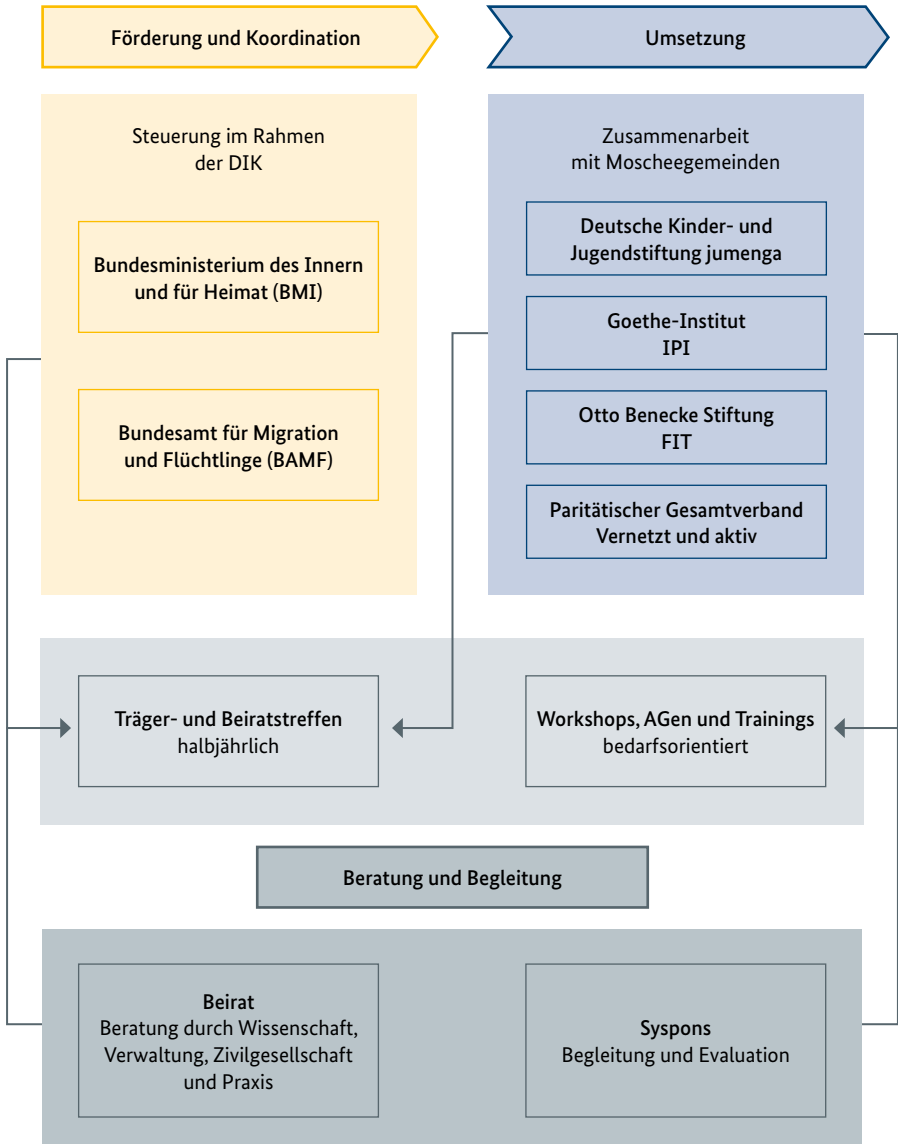 Förderung und Koordination
Umsetzung
Steuerung im Rahmen
der DIK
Bundesministerium des Innern
und für Heimat (BMI)
Bundesamt für Migration
und Flüchtlinge (BAMF)
Zusammenarbeit
mit Moscheegemeinden
Deutsche Kinder- und
Jugendstiftung jumenga
Goethe-Institut
IPI
Otto Benecke Stiftung
FIT
Paritätischer Gesamtverband
Vernetzt und aktiv
Träger- und Beiratstreffen
halbjährlich
Workshops, AGen und Trainings
bedarfsorientiert
Beratung und Begleitung
Beirat
Beratung durch Wissenschaft,
Verwaltung, Zivilgesellschaft
und Praxis
Syspons
Begleitung und Evaluation